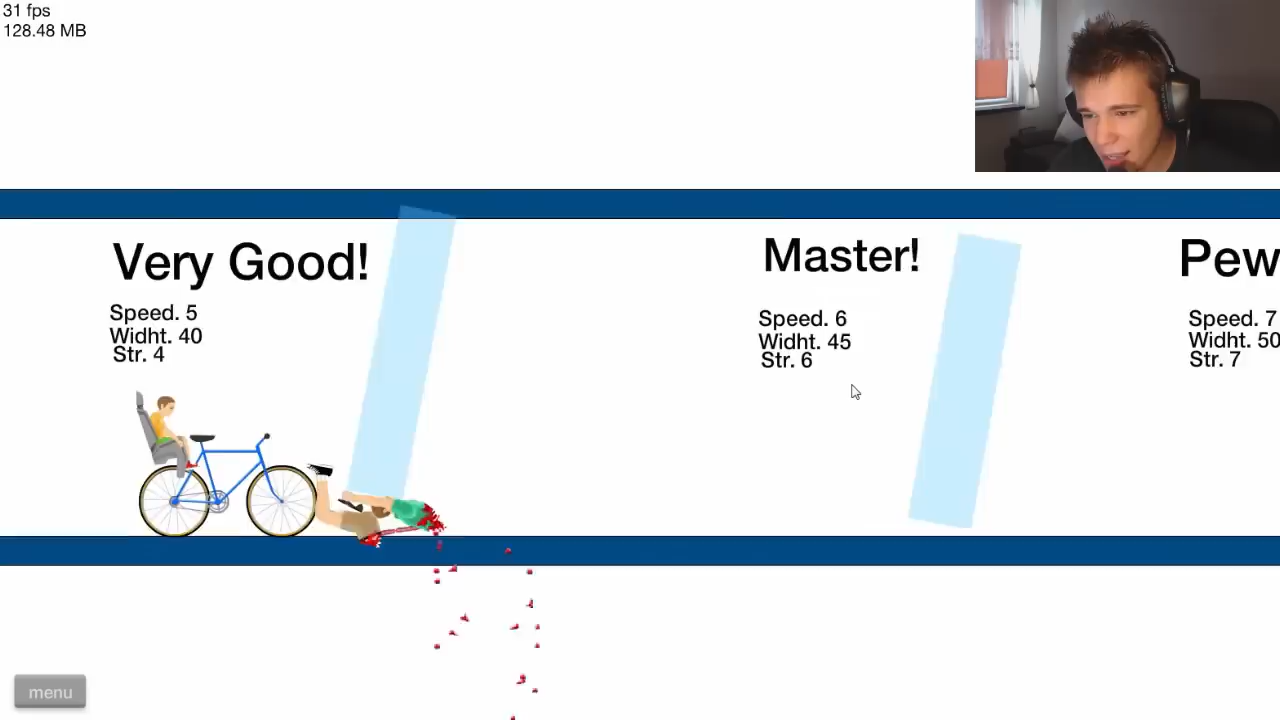 31 fps
128.48 MB
Very Good!
Speed. 5
Widht. 40
Str. 4
Master!
Speed. 6
Widht. 45
Str. 6
Pew
Speed. 7
Widht. 50
Str. 7
menu